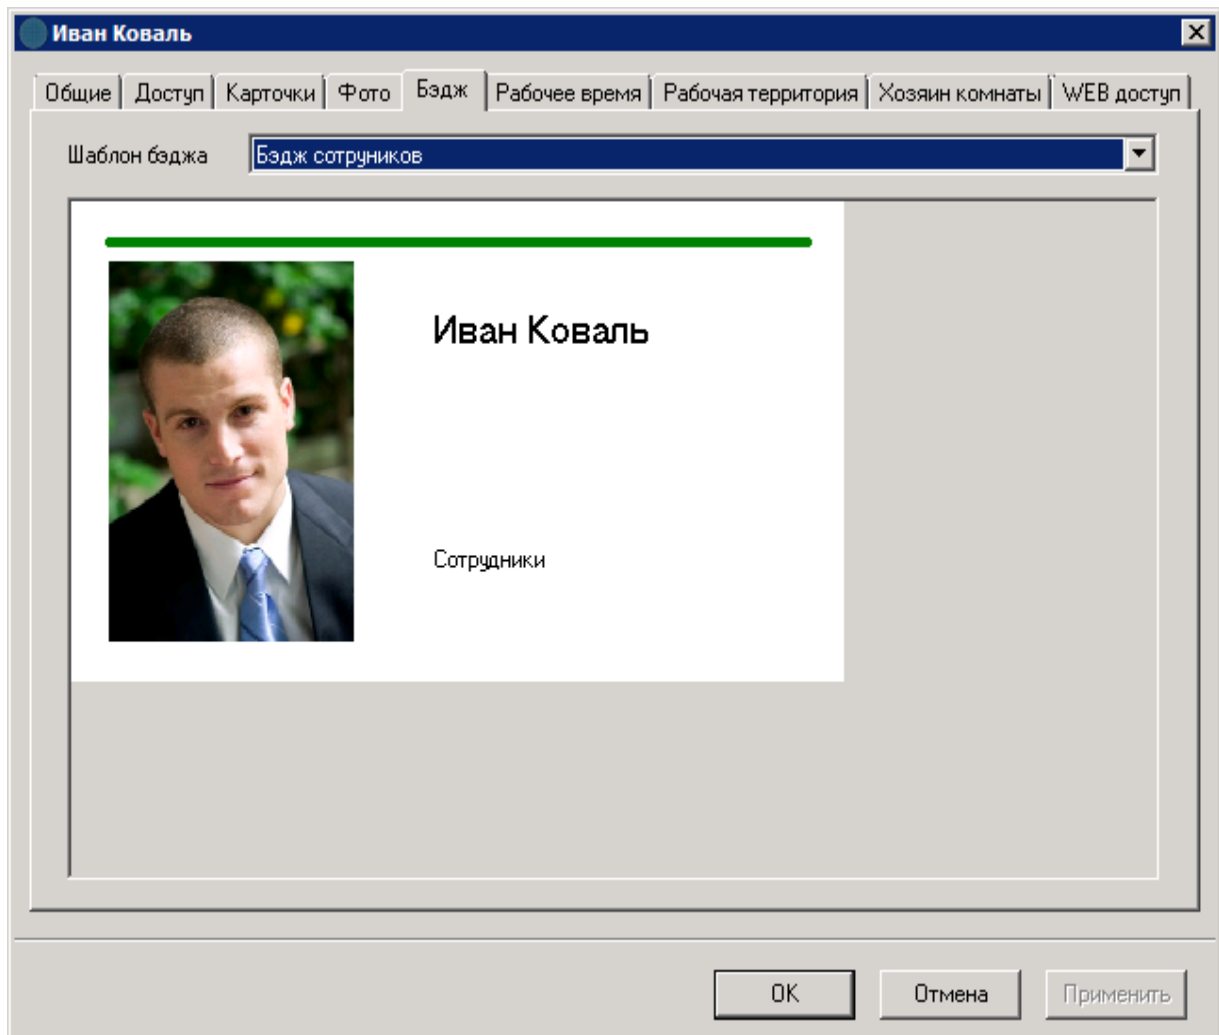 Иван Коваль
Общие Доступ Карточки Фото Бэдж Рабочее время Рабочая территория Хозяин комнаты WEB доступ
Шаблон бэджа Бэдж сотруников
Иван Коваль
Сотрудники
OK Отмена Применить